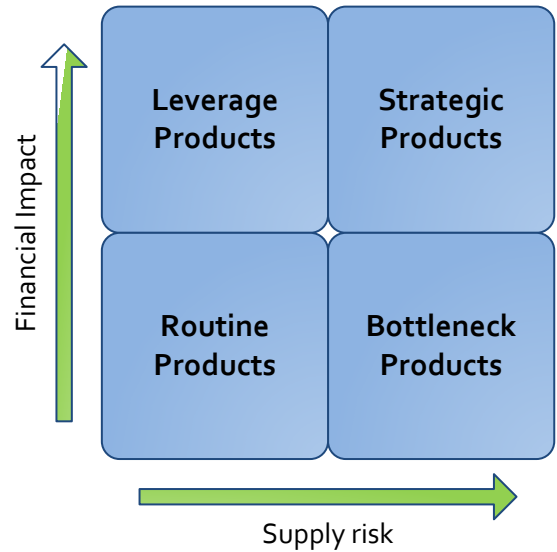 Financial Impact
Leverage
Products
Strategic
Products
Routine
Products
Bottleneck
Products
Supply risk